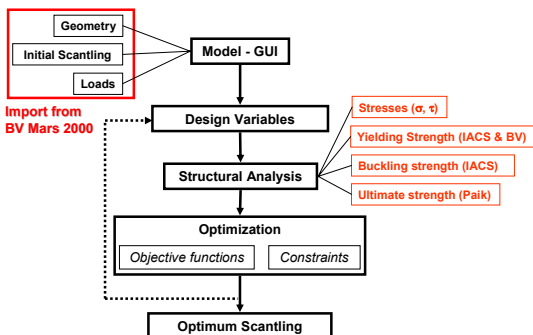 Geometry
Initial Scantling
Loads
Import from
BV Mars 2000
Model - GUI
Design Variables
Structural Analysis
Stresses (σ, τ)
Yielding Strength (IACS & BV)
Buckling strength (IACS)
Ultimate strength (Paik)
Optimization
Objective functions
Constraints
Optimum Scantling